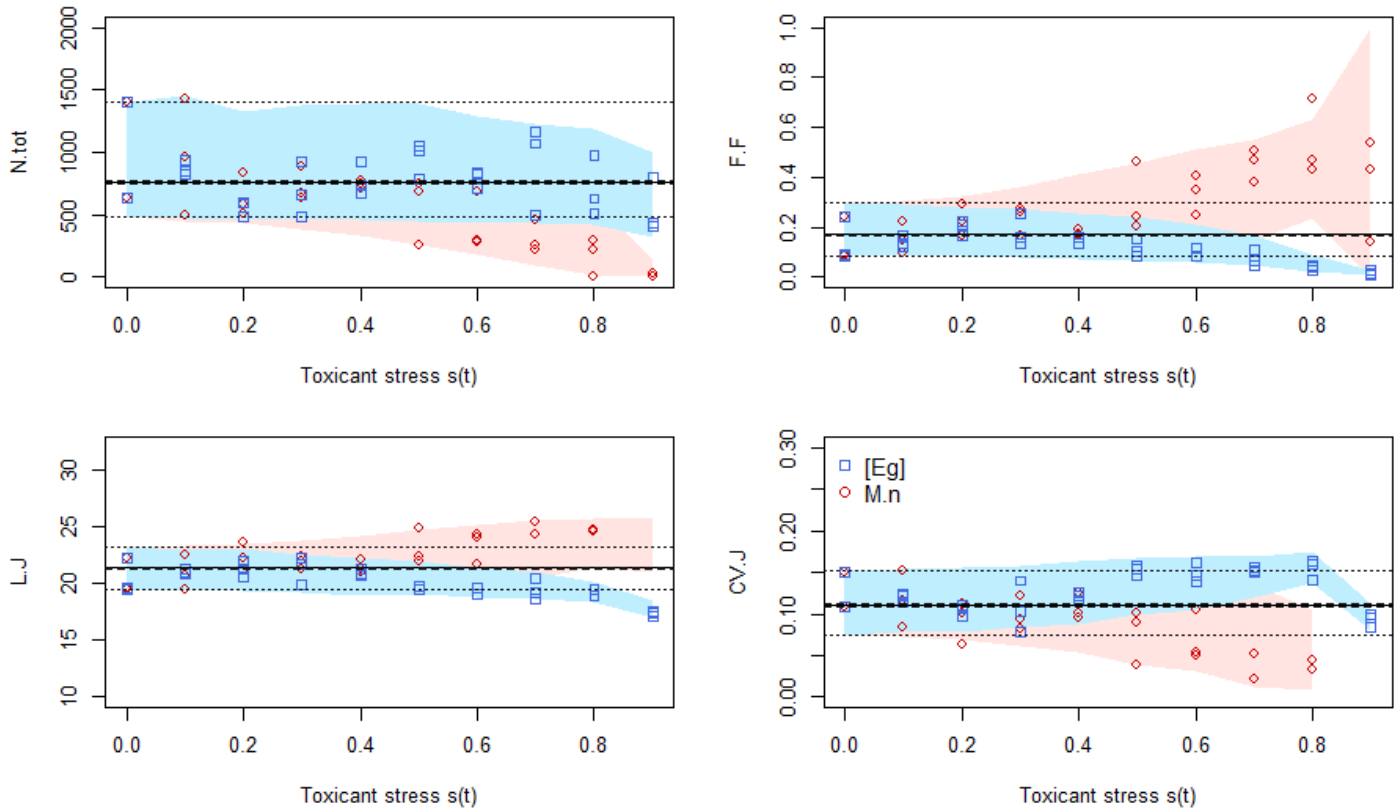 N.tot
2000
1500
1000
500
0
0.0 0.2 0.4 0.6 0.8
Toxicant stress s(t)
F.F
1.0
0.8
0.6
0.4
0.2
0.0
0.0 0.2 0.4 0.6 0.8
Toxicant stress s(t)
L.J
30
25
20
15
10
0.0 0.2 0.4 0.6 0.8
Toxicant stress s(t)
CV.J
0.30
0.20
0.10
0.00
[Eg]
M.n
0.0 0.2 0.4 0.6 0.8
Toxicant stress s(t)